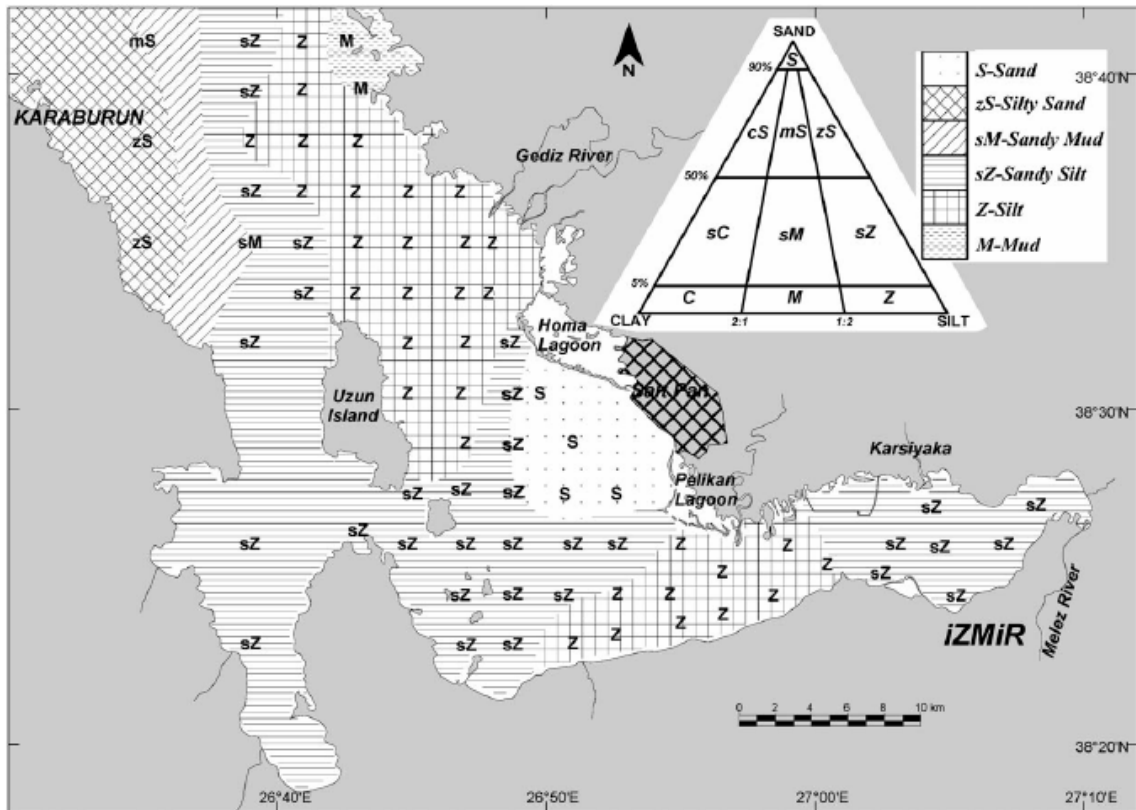 mS sZ Z M
sZ Z M
KARABURUN
zS Z Z Z
sZ Z Z Z Z
zS sM sZ Z Z Z Z
sZ Z Z Z Z
sZ Z Z sZ
Z Z sZ S
Z sZ S
sZ sZ sZ S S
sZ sZ
sZ
sZ sZ sZ sZ sZ sZ Z Z sZ sZ sZ
Z Z sZ
sZ sZ sZ Z Z Z sZ
Z Z Z
sZ sZ sZ Z
N
Gediz River
Homa
Lagoon
Salt Pan
Uzun
Island
Pelikan
Lagoon
Karsiyaka
iZMiR
Melez River
SAND
90%
S
cS mS zS
50%
sC sM sZ
5%
C M Z
CLAY 2:1 1:2 SILT
S-Sand
zS-Silty Sand
sM-Sandy Mud
sZ-Sandy Silt
Z-Silt
M-Mud
38°40'N
38°30'N
38°20'N
0 2 4 6 8 10 km
26°40'E 26°50'E 27°00'E 27°10'E